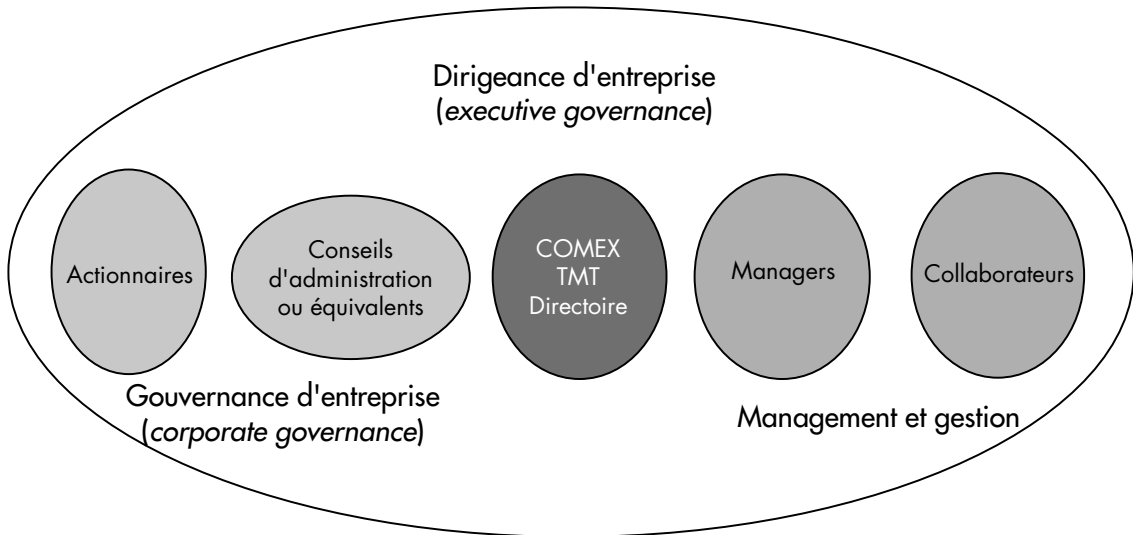 Dirigeance d'entreprise
(executive governance)
Actionnaires
Conseils
d'administration
ou équivalents
COMEX
TMT
Directoire
Managers
Collaborateurs
Gouvernance d'entreprise
(corporate governance)
Management et gestion